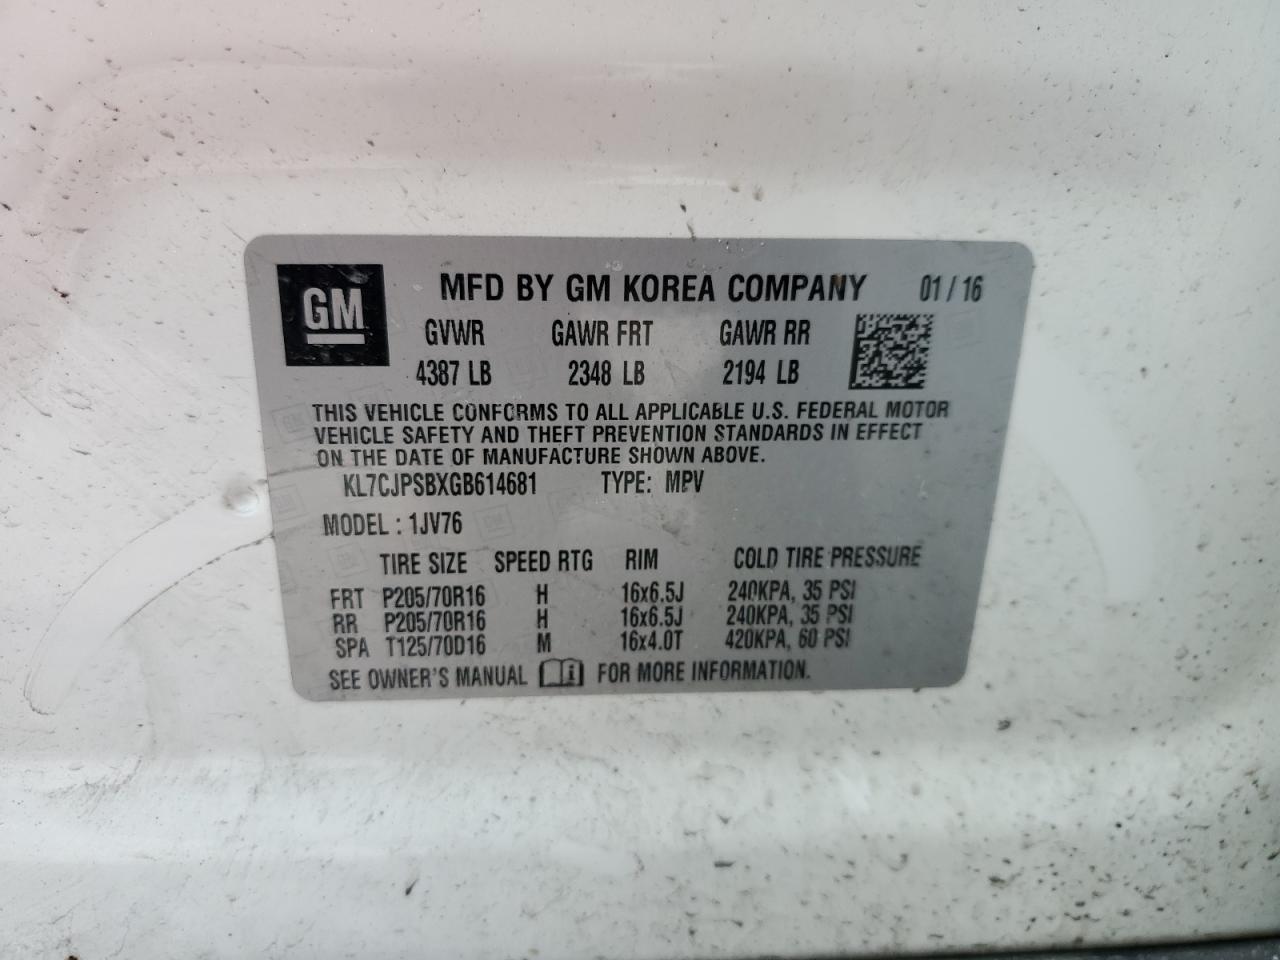 GM
MFD BY GM KOREA COMPANY 01 / 16
GVWR GAWR FRT GAWR RR
4387 LB 2348 LB 2194 LB
THIS VEHICLE CONFORMS TO ALL APPLICABLE U.S. FEDERAL MOTOR
VEHICLE SAFETY AND THEFT PREVENTION STANDARDS IN EFFECT
ON THE DATE OF MANUFACTURE SHOWN ABOVE.
KL7CJPSBXGB614681 TYPE: MPV
MODEL : 1JV76
TIRE SIZE SPEED RTG RIM COLD TIRE PRESSURE
FRT P205/70R16 H 16x6.5J 240KPA, 35 PSI
RR P205/70R16 H 16x6.5J 240KPA, 35 PSI
SPA T125/70D16 M 16x4.0T 420KPA, 60 PSI
SEE OWNER'S MANUAL FOR MORE INFORMATION.